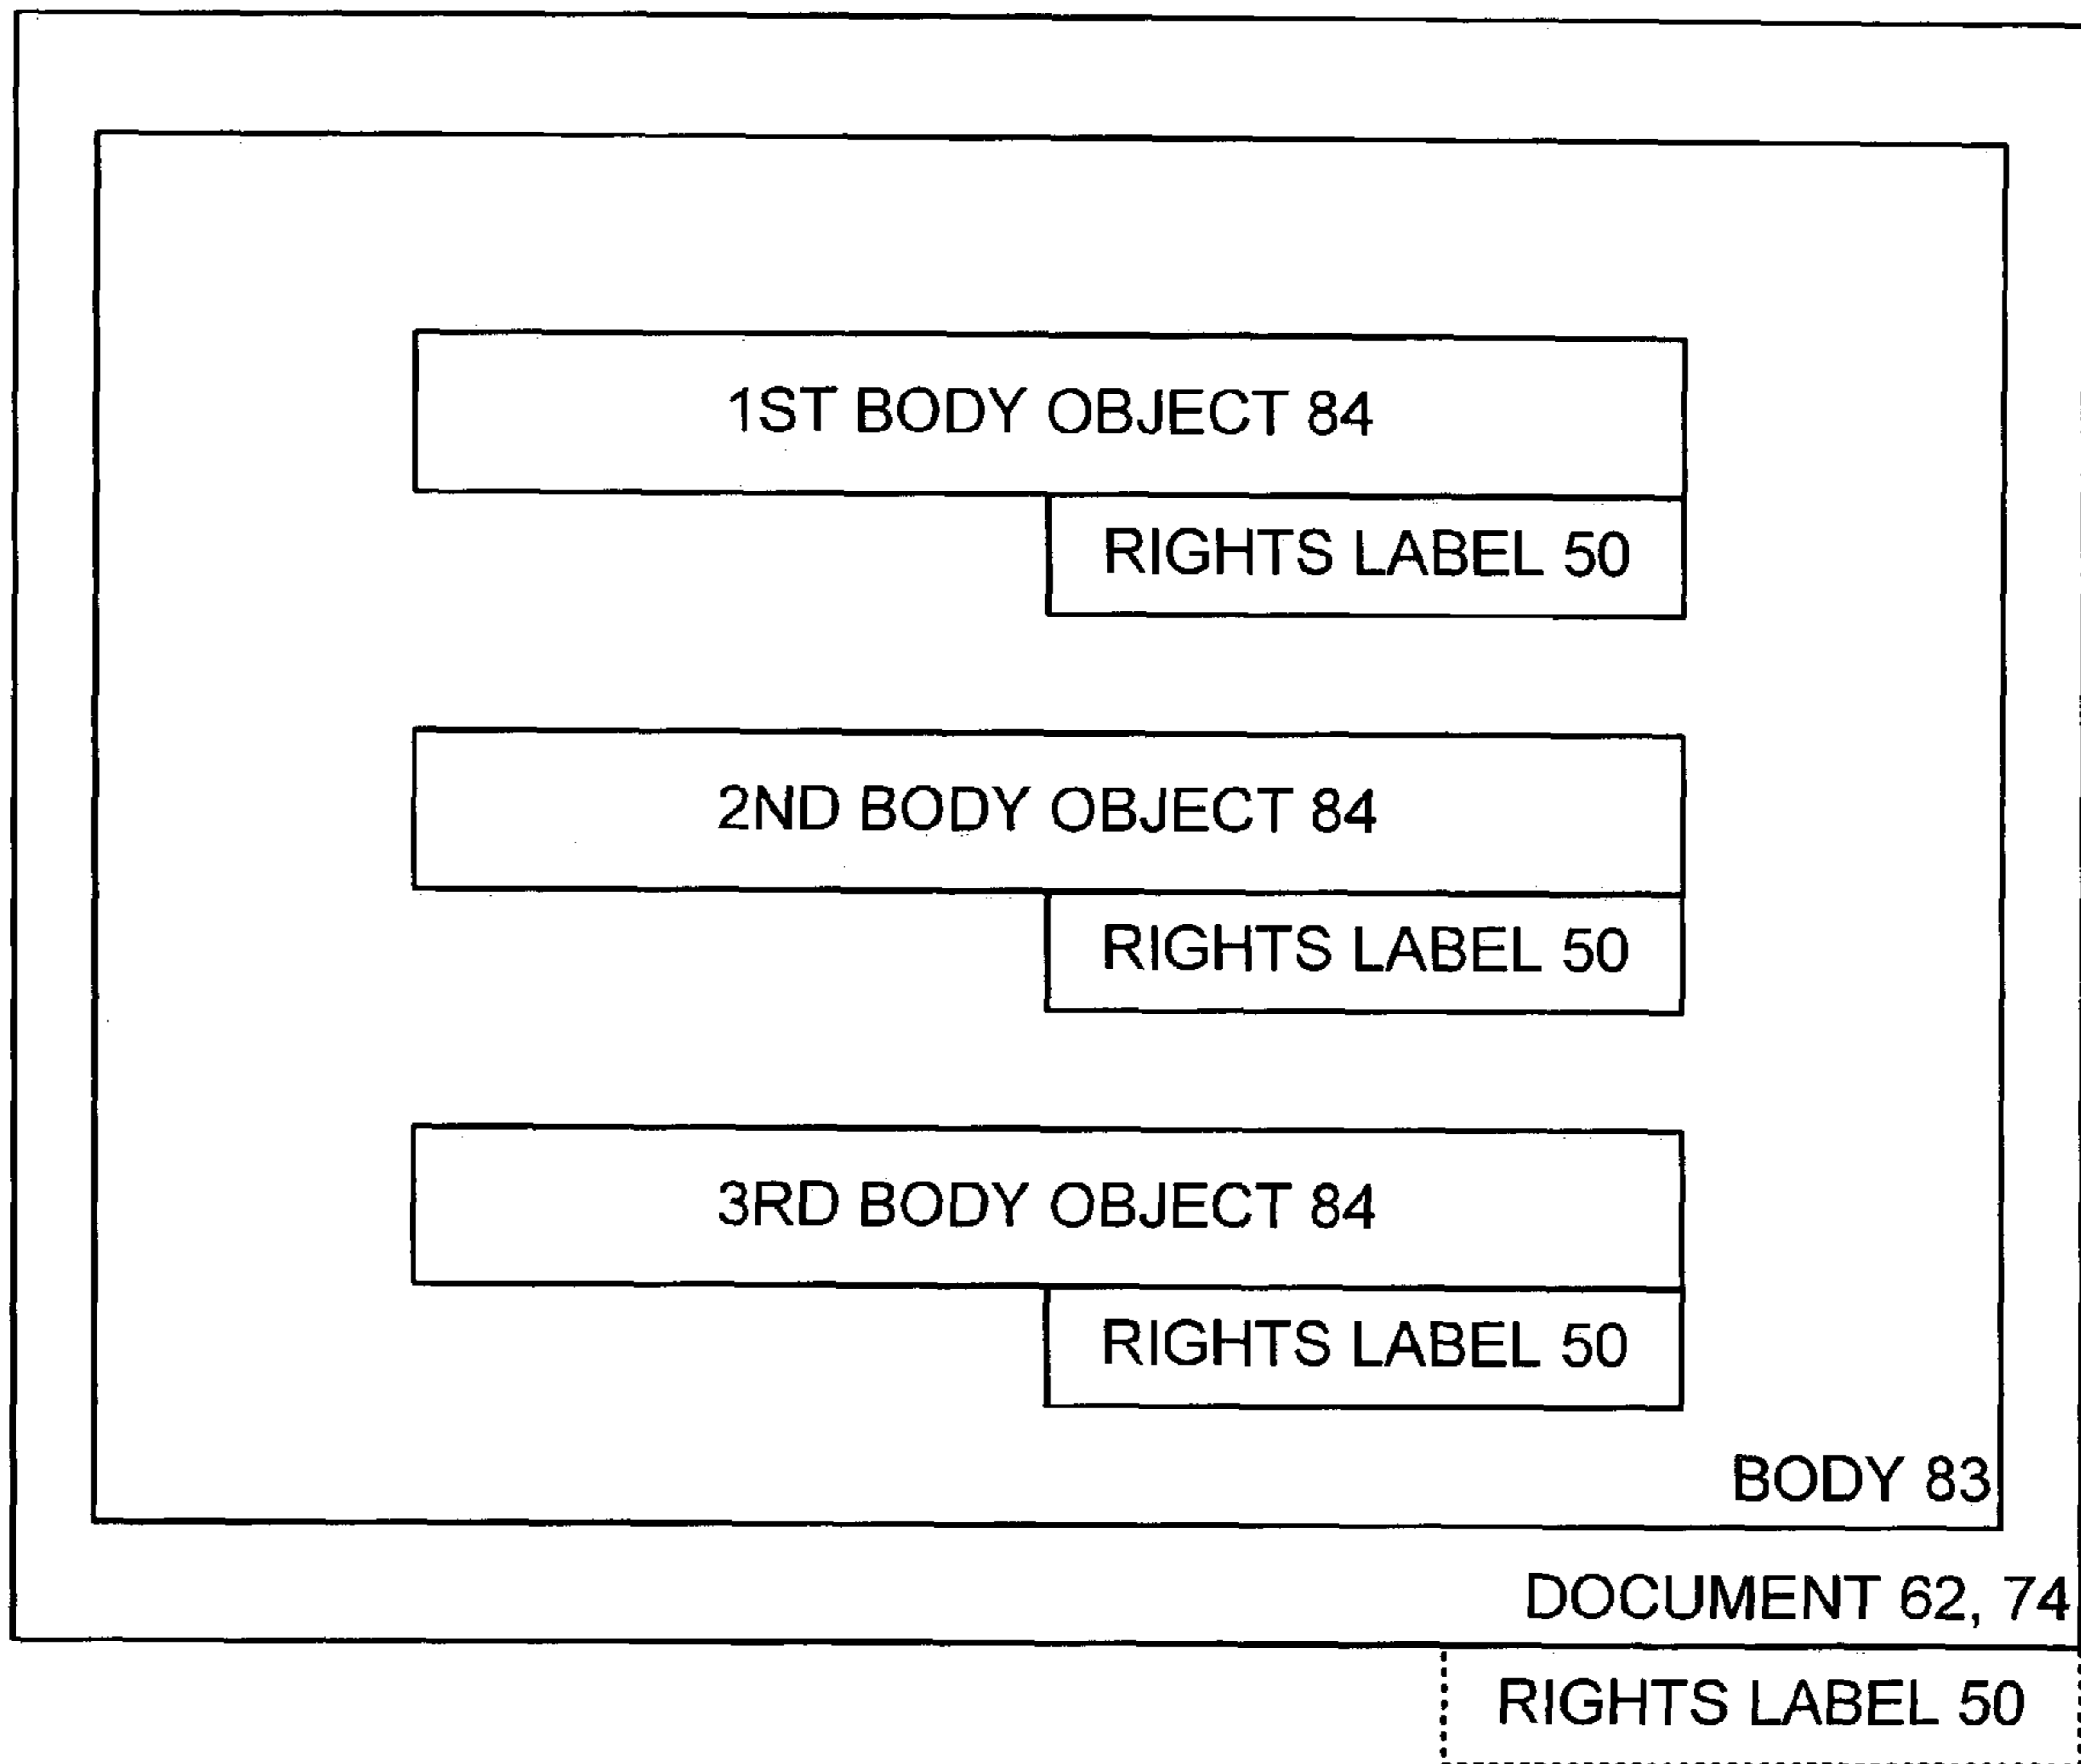 1ST BODY OBJECT 84
RIGHTS LABEL 50
2ND BODY OBJECT 84
RIGHTS LABEL 50
3RD BODY OBJECT 84
RIGHTS LABEL 50
BODY 83
DOCUMENT 62, 74
RIGHTS LABEL 50